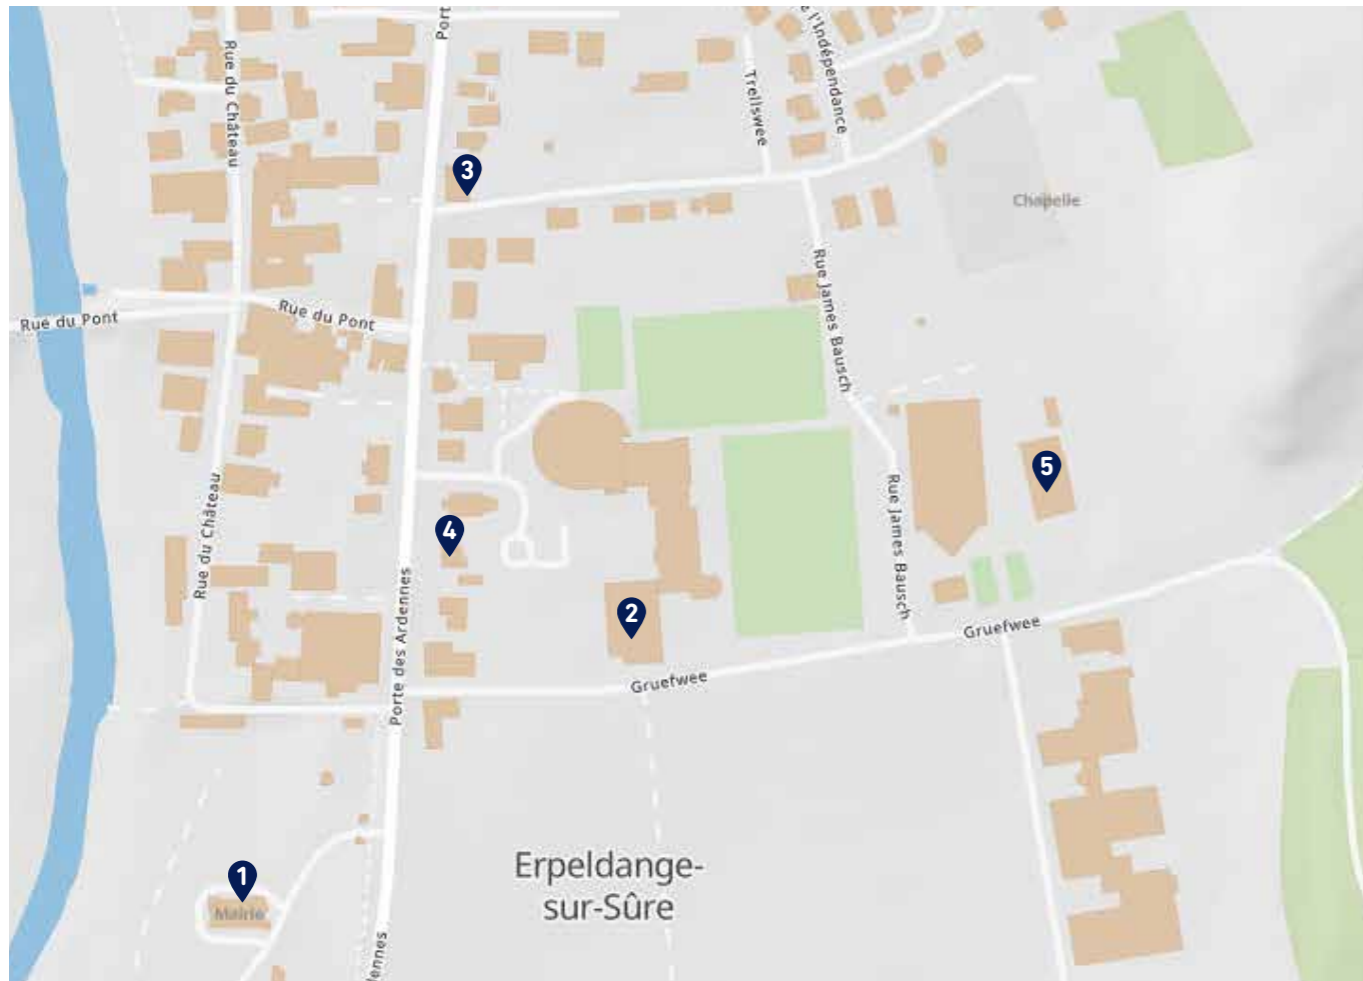 Port
Rue du Château
Trellswee
e l'Indépendance
3
Chapelle
Rue du Pont
Rue du Pont
Rue James Bausch
5
Rue James Bausch
4
Rue du Château
2
Porte des Ardennes
Gruefwee
Gruefwee
1
Mairie
Erpeldange-
sur-Sûre
ennes